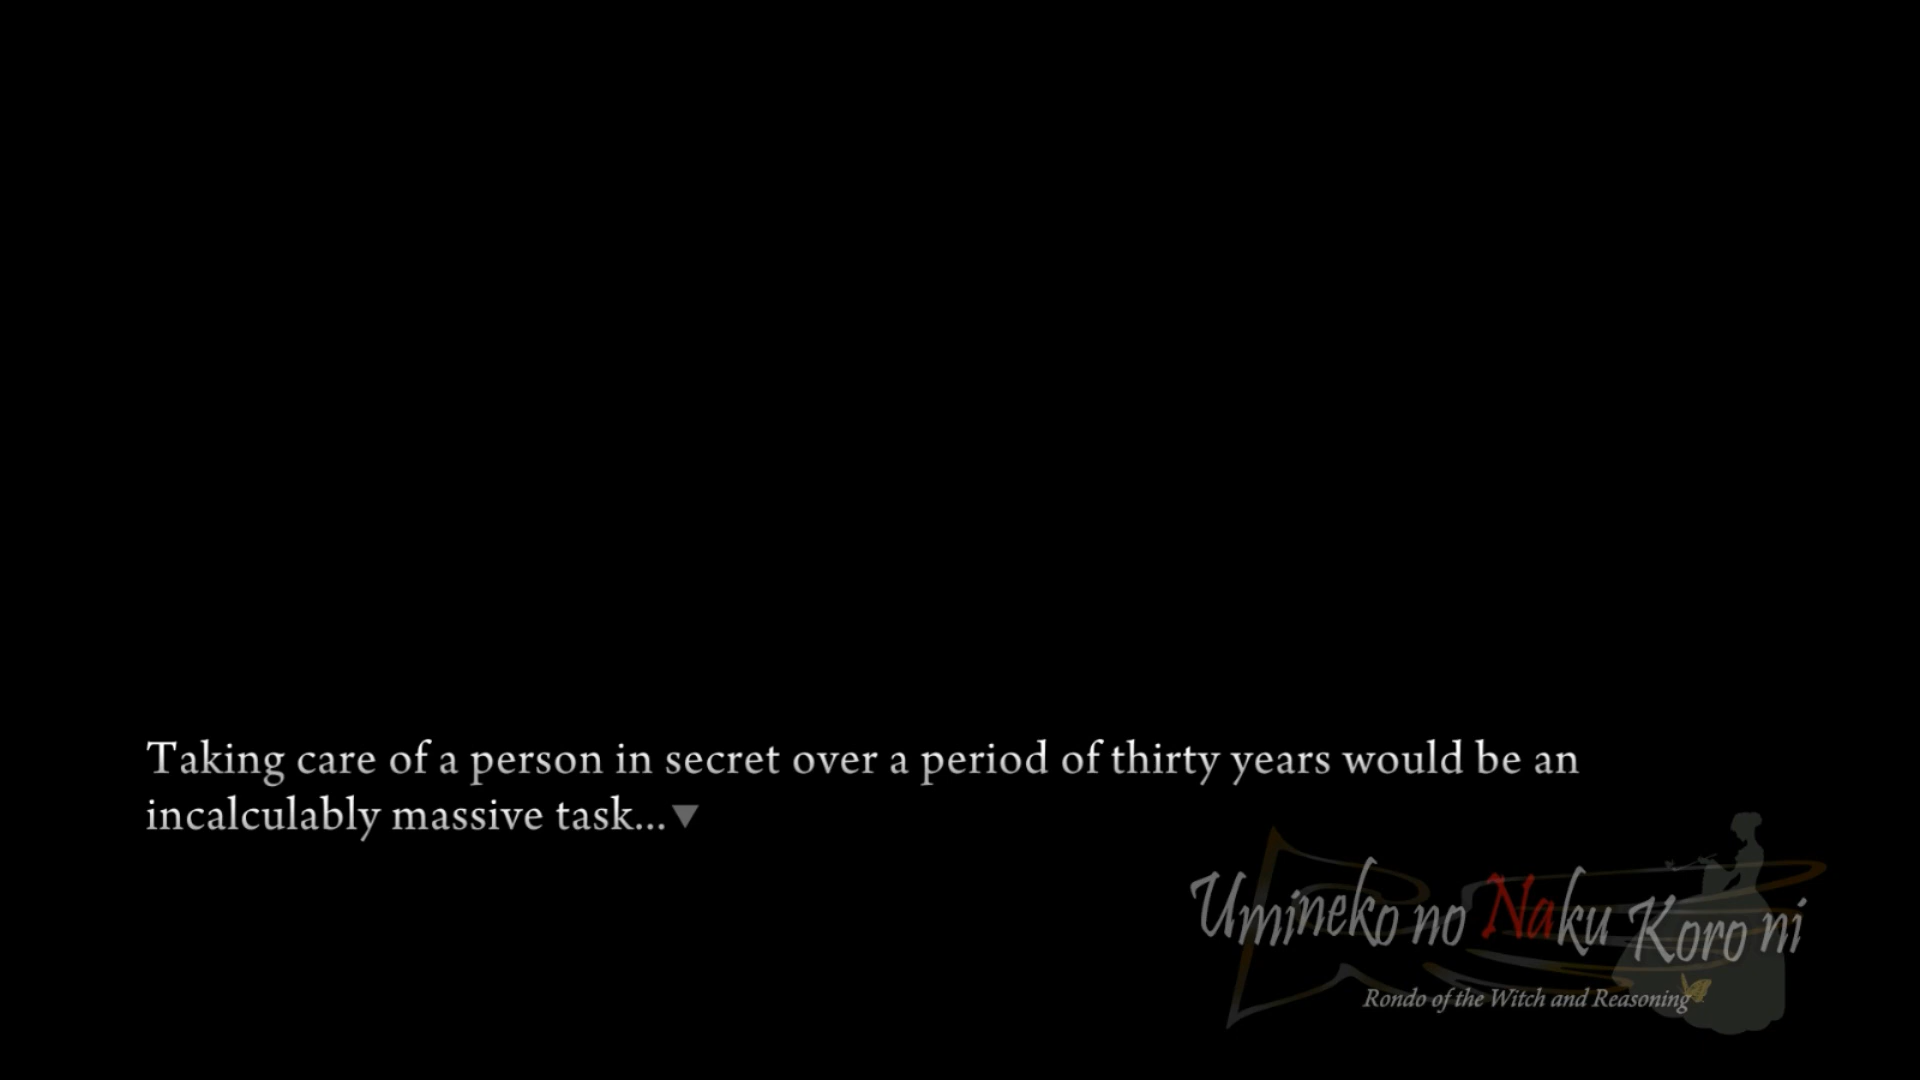 Taking care of a person in secret over a period of thirty years would be an
incalculably massive task...
Umineko no Naku Koro ni
Rondo of the Witch and Reasoning